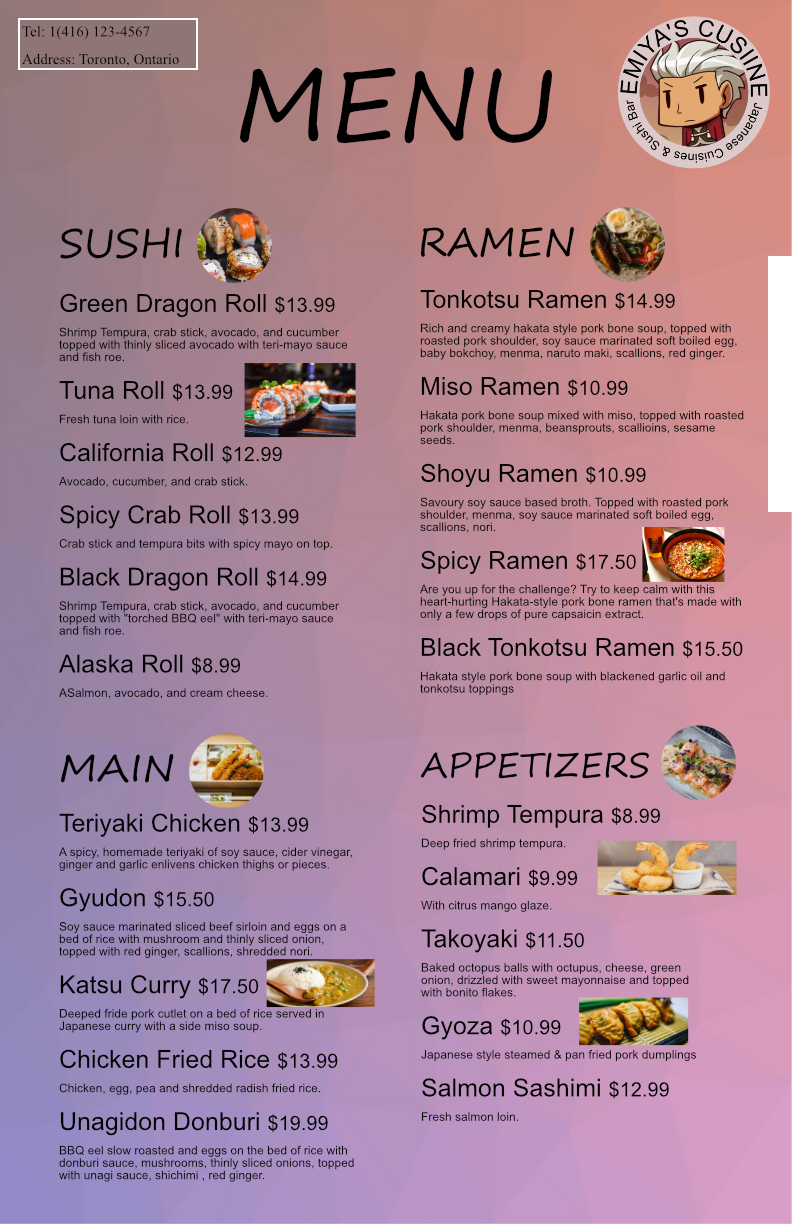 Tel: 1(416) 123-4567
Address: Toronto, Ontario
MENU
EMIYA'S CUSIINE
Japanese Cuisines & Sushi Bar
SUSHI
Green Dragon Roll $13.99
Shrimp Tempura, crab stick, avocado, and cucumber
topped with thinly sliced avocado with teri-mayo sauce
and fish roe.
Tuna Roll $13.99
Fresh tuna loin with rice.
California Roll $12.99
Avocado, cucumber, and crab stick.
Spicy Crab Roll $13.99
Crab stick and tempura bits with spicy mayo on top.
Black Dragon Roll $14.99
Shrimp Tempura, crab stick, avocado, and cucumber
topped with "torched BBQ eel" with teri-mayo sauce
and fish roe.
Alaska Roll $8.99
ASalmon, avocado, and cream cheese.
RAMEN
Tonkotsu Ramen $14.99
Rich and creamy hakata style pork bone soup, topped with
roasted pork shoulder, soy sauce marinated soft boiled egg,
baby bokchoy, menma, naruto maki, scallions, red ginger.
Miso Ramen $10.99
Hakata pork bone soup mixed with miso, topped with roasted
pork shoulder, menma, beansprouts, scallioins, sesame
seeds.
Shoyu Ramen $10.99
Savoury soy sauce based broth. Topped with roasted pork
shoulder, menma, soy sauce marinated soft boiled egg,
scallions, nori.
Spicy Ramen $17.50
Are you up for the challenge? Try to keep calm with this
heart-hurting Hakata-style pork bone ramen that's made with
only a few drops of pure capsaicin extract.
Black Tonkotsu Ramen $15.50
Hakata style pork bone soup with blackened garlic oil and
tonkotsu toppings
MAIN
Teriyaki Chicken $13.99
A spicy, homemade teriyaki of soy sauce, cider vinegar,
ginger and garlic enlivens chicken thighs or pieces.
Gyudon $15.50
Soy sauce marinated sliced beef sirloin and eggs on a
bed of rice with mushroom and thinly sliced onion,
topped with red ginger, scallions, shredded nori.
Katsu Curry $17.50
Deeped fride pork cutlet on a bed of rice served in
Japanese curry with a side miso soup.
Chicken Fried Rice $13.99
Chicken, egg, pea and shredded radish fried rice.
Unagidon Donburi $19.99
BBQ eel slow roasted and eggs on the bed of rice with
donburi sauce, mushrooms, thinly sliced onions, topped
with unagi sauce, shichimi , red ginger.
APPETIZERS
Shrimp Tempura $8.99
Deep fried shrimp tempura.
Calamari $9.99
With citrus mango glaze.
Takoyaki $11.50
Baked octopus balls with octupus, cheese, green
onion, drizzled with sweet mayonnaise and topped
with bonito flakes.
Gyoza $10.99
Japanese style steamed & pan fried pork dumplings
Salmon Sashimi $12.99
Fresh salmon loin.